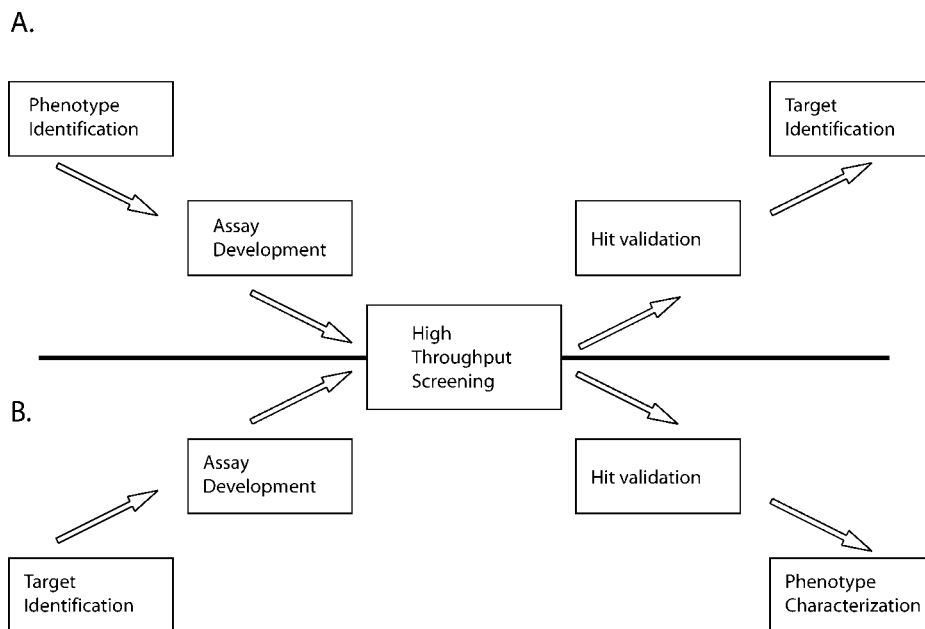 A.
Phenotype
Identification
Target
Identification
Assay
Development
Hit validation
High
Throughput
Screening
B.
Assay
Development
Hit validation
Target
Identification
Phenotype
Characterization